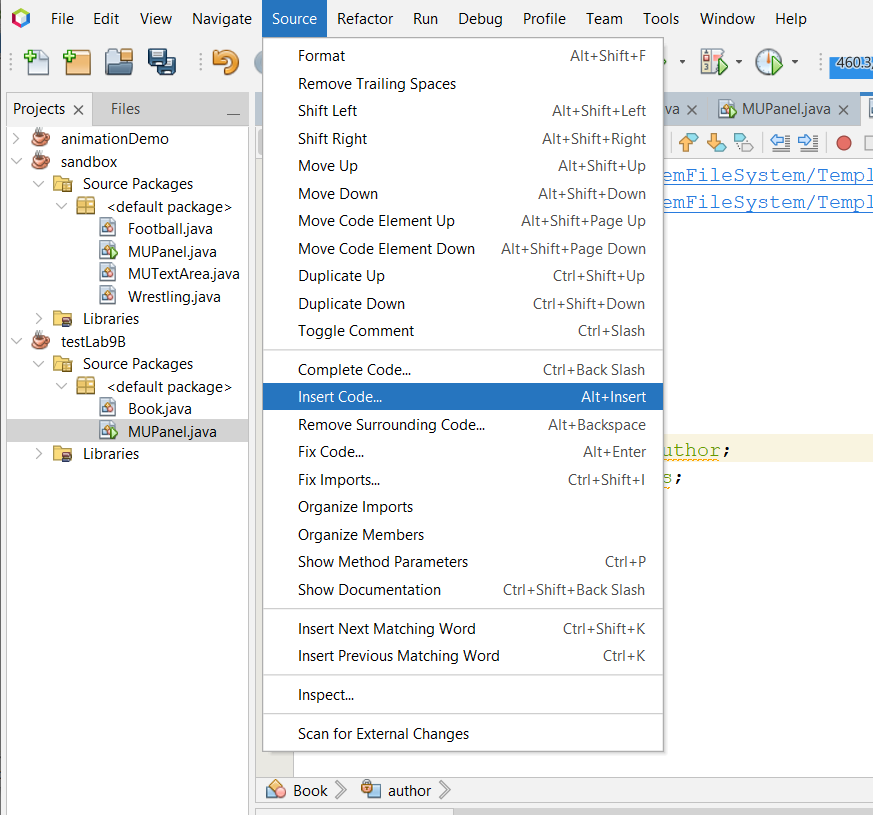 File Edit View Navigate Source Refactor Run Debug Profile Team Tools Window Help
460.3
Projects Files
MUPanel.java
animationDemo
sandbox
Source Packages
<default package>
Football.java
MUPanel.java
MUTextArea.java
Wrestling.java
Libraries
testLab9B
Source Packages
<default package>
Book.java
MUPanel.java
Libraries
Format Alt+Shift+F
Remove Trailing Spaces
Shift Left Alt+Shift+Left
Shift Right Alt+Shift+Right
Move Up Alt+Shift+Up
Move Down Alt+Shift+Down
Move Code Element Up Alt+Shift+Page Up
Move Code Element Down Alt+Shift+Page Down
Duplicate Up Ctrl+Shift+Up
Duplicate Down Ctrl+Shift+Down
Toggle Comment Ctrl+Slash
Complete Code... Ctrl+Back Slash
Insert Code... Alt+Insert
Remove Surrounding Code... Alt+Backspace
Fix Code... Alt+Enter
Fix Imports... Ctrl+Shift+I
Organize Imports
Organize Members
Show Method Parameters Ctrl+P
Show Documentation Ctrl+Shift+Back Slash
Insert Next Matching Word Ctrl+Shift+K
Insert Previous Matching Word Ctrl+K
Inspect...
Scan for External Changes
emFileSystem/Templ
emFileSystem/Templ
uthor;
s;
Book author